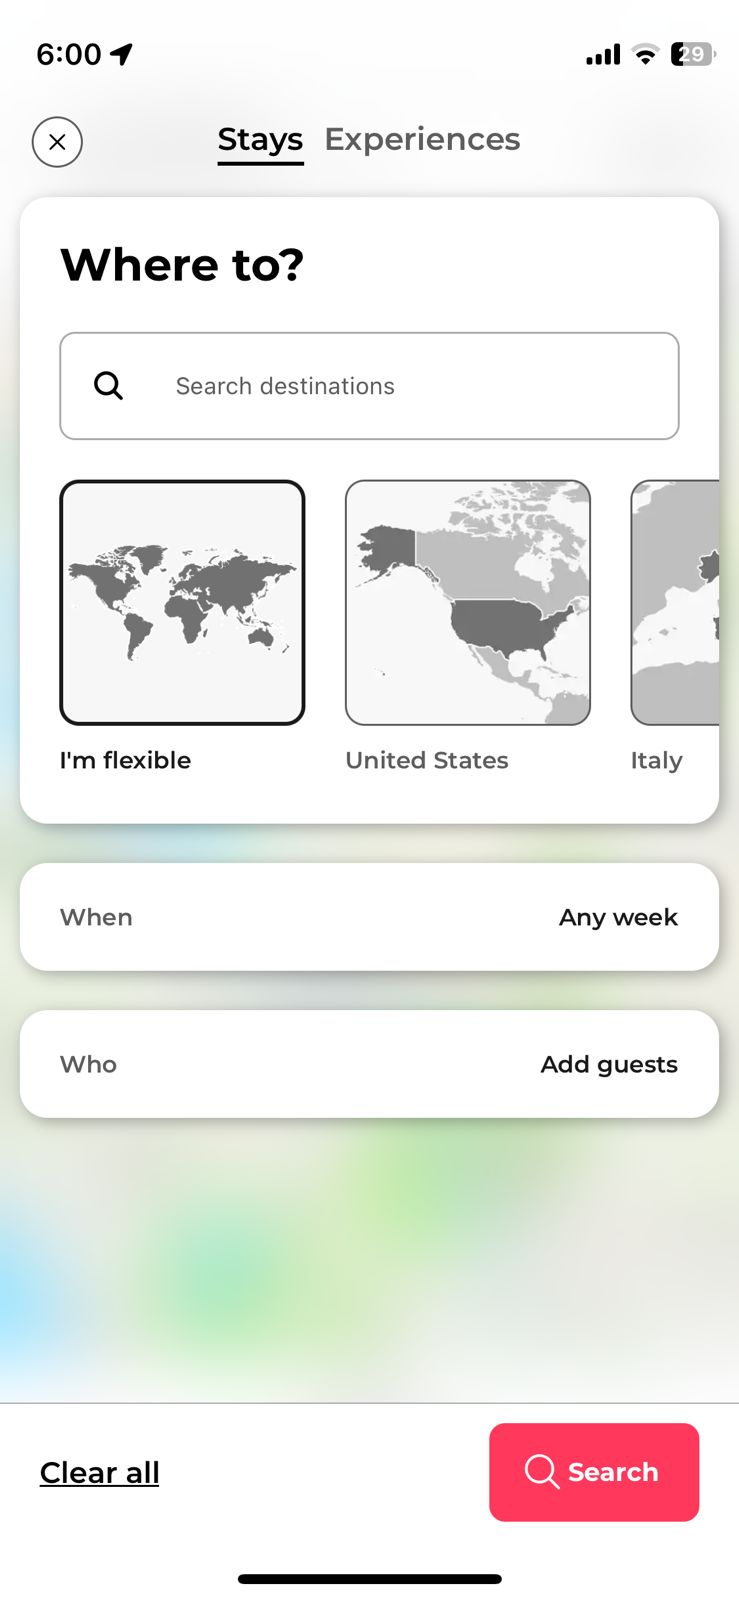 6:00
29
Stays Experiences
Where to?
Search destinations
I'm flexible
United States
Italy
When
Any week
Who
Add guests
Clear all
Search